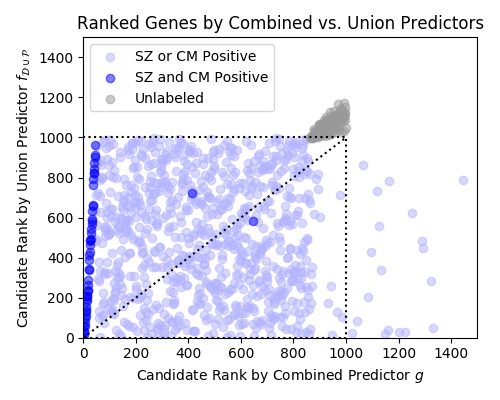 Ranked Genes by Combined vs. Union Predictors
SZ or CM Positive
SZ and CM Positive
Unlabeled
Candidate Rank by Union Predictor f_{𝒟∪𝒫}
1400
1200
1000
800
600
400
200
0
0 200 400 600 800 1000 1200 1400
Candidate Rank by Combined Predictor g